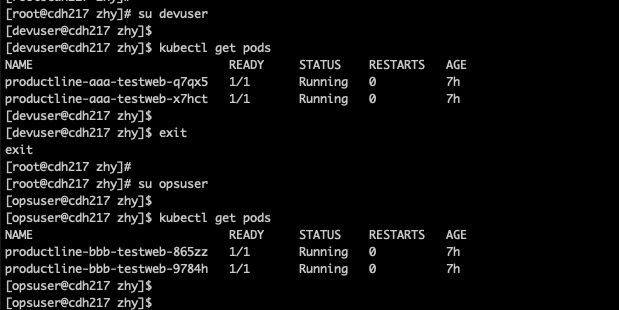 [root@cdh217 zhy]#
[root@cdh217 zhy]# su devuser
[devuser@cdh217 zhy]$
[devuser@cdh217 zhy]$ kubectl get pods
NAME READY STATUS RESTARTS AGE
productline-aaa-testweb-q7qx5 1/1 Running 0 7h
productline-aaa-testweb-x7hct 1/1 Running 0 7h
[devuser@cdh217 zhy]$
[devuser@cdh217 zhy]$ exit
exit
[root@cdh217 zhy]#
[root@cdh217 zhy]# su opsuser
[opsuser@cdh217 zhy]$
[opsuser@cdh217 zhy]$ kubectl get pods
NAME READY STATUS RESTARTS AGE
productline-bbb-testweb-865zz 1/1 Running 0 7h
productline-bbb-testweb-9784h 1/1 Running 0 7h
[opsuser@cdh217 zhy]$
[opsuser@cdh217 zhy]$